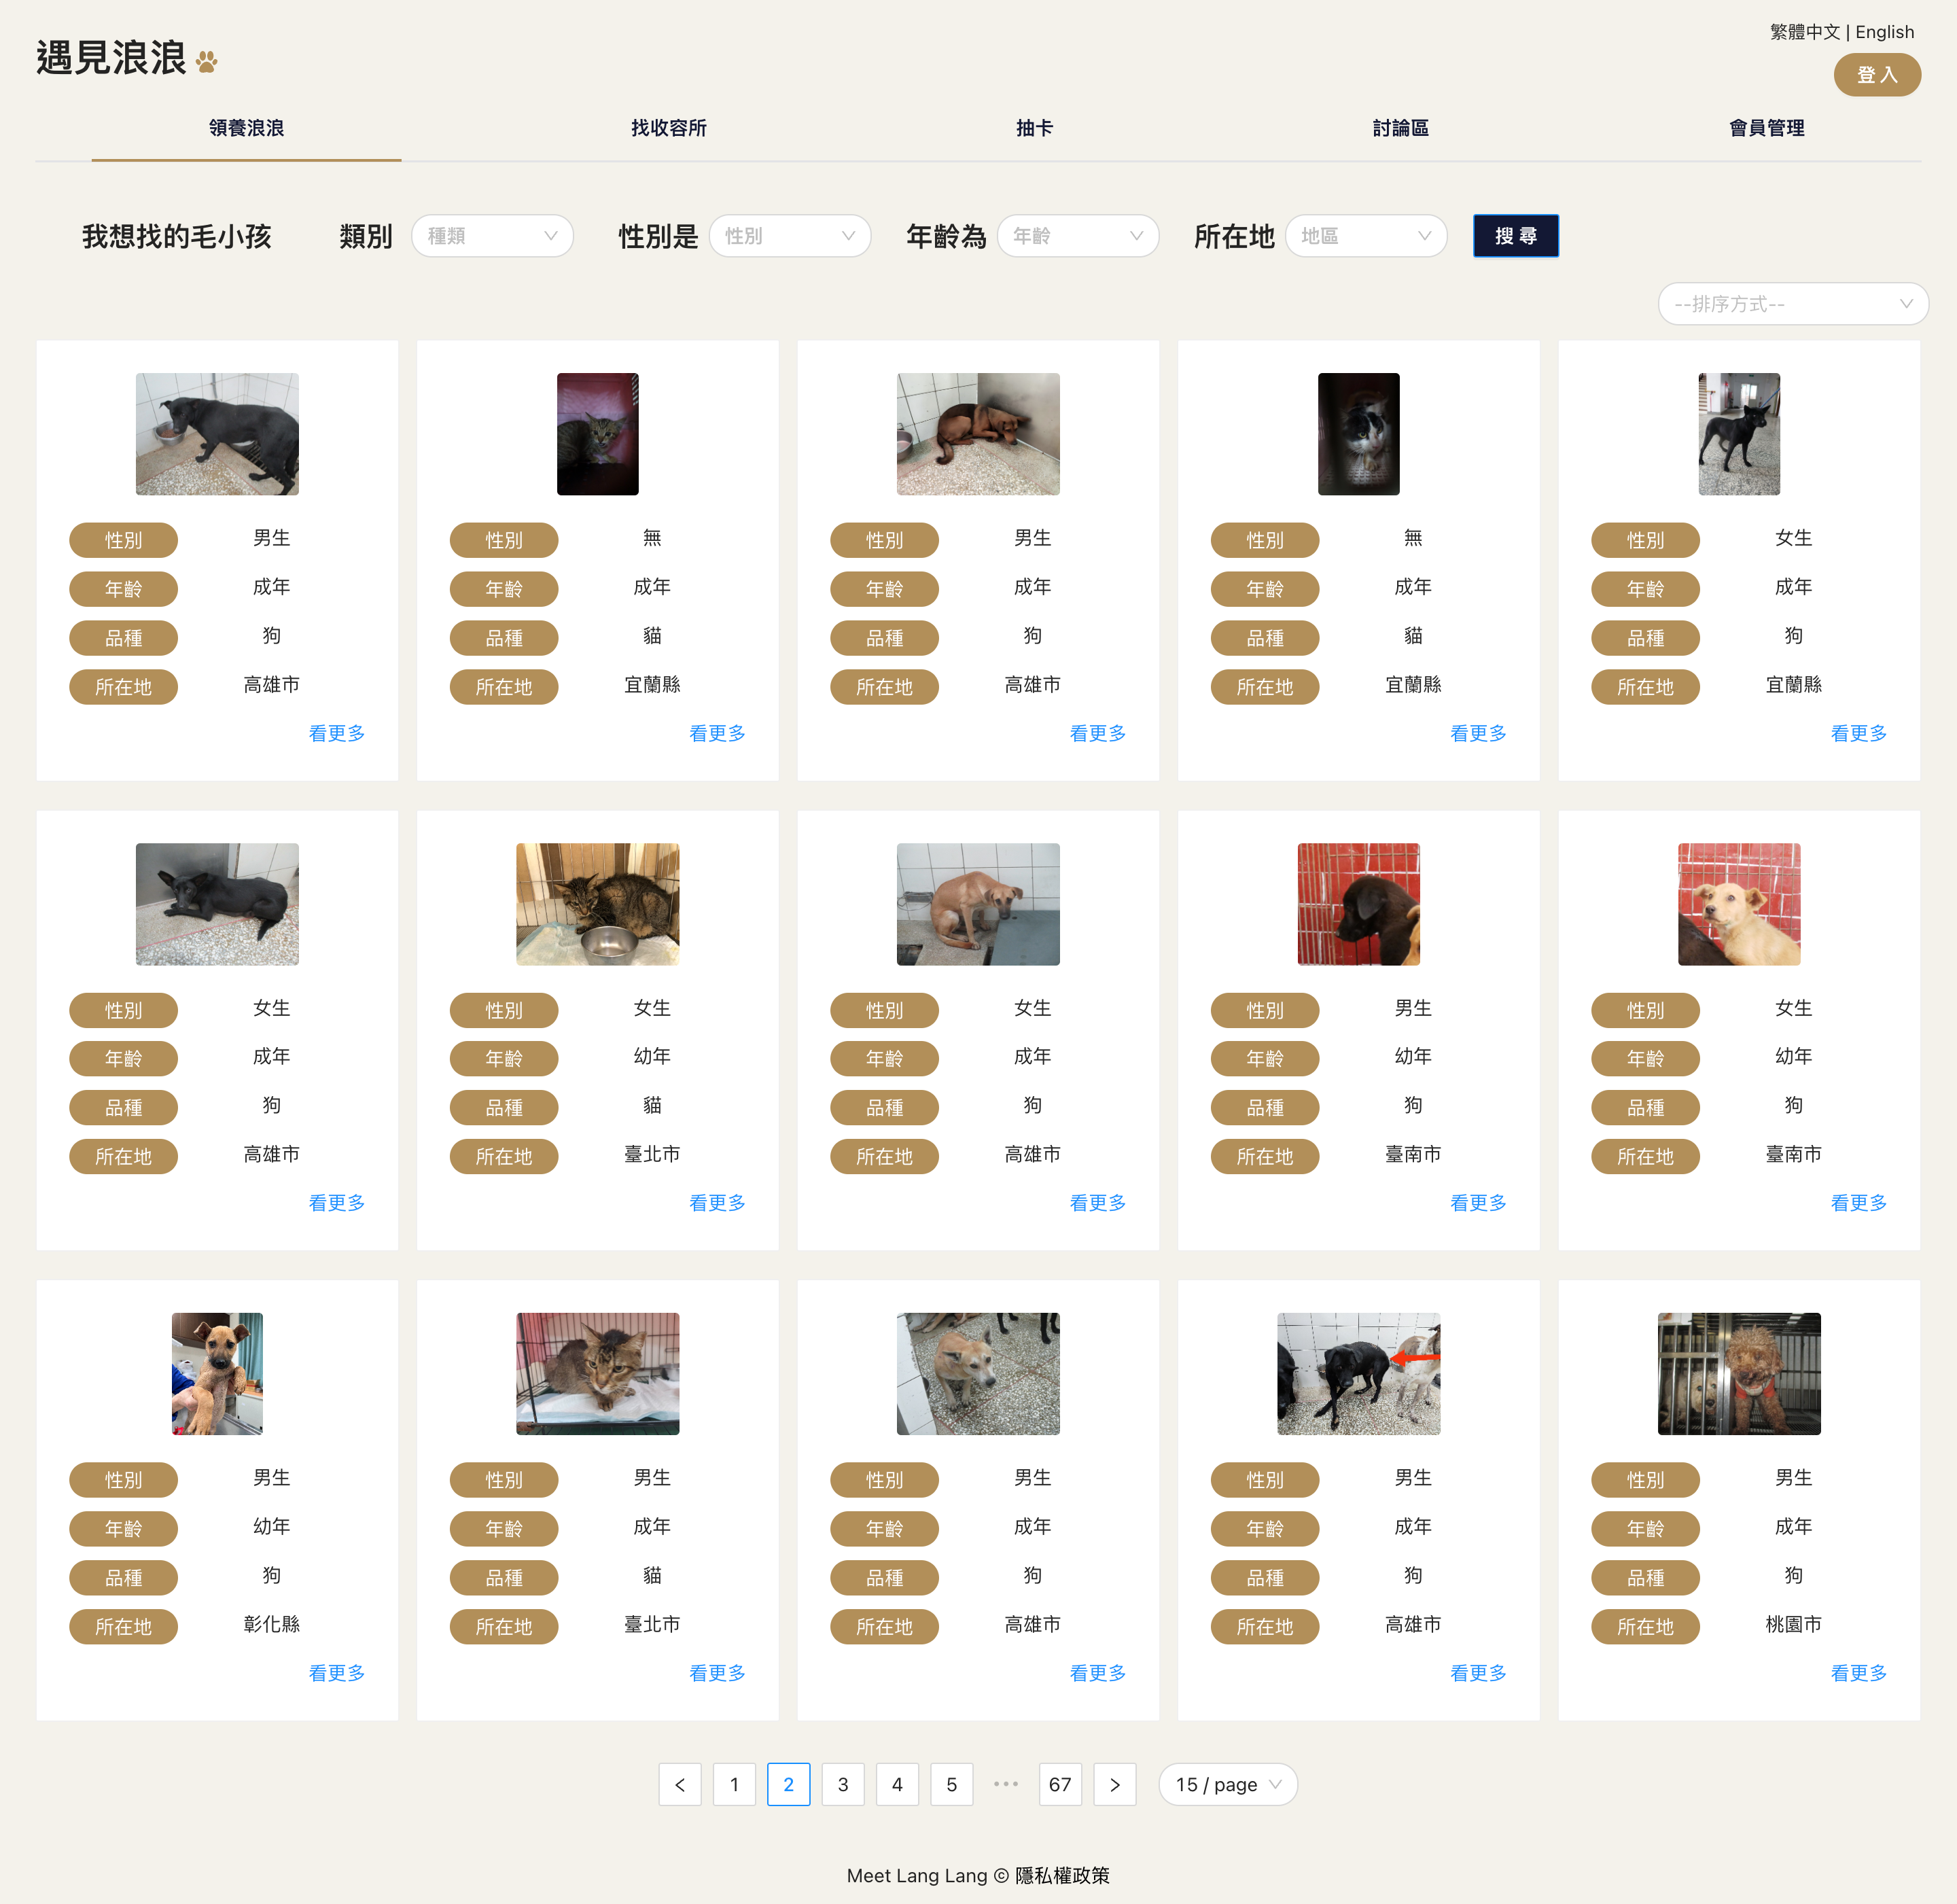 繁體中文 | English
遇見浪浪
登 入
領養浪浪 找收容所 抽卡 討論區 會員管理
我想找的毛小孩 類別 種類 性別是 性別 年齡為 年齡 所在地 地區 搜 尋
--排序方式--
性別 男生 性別 無 性別 男生 性別 無 性別 女生
年齡 成年 年齡 成年 年齡 成年 年齡 成年 年齡 成年
品種 狗 品種 貓 品種 狗 品種 貓 品種 狗
所在地 高雄市 所在地 宜蘭縣 所在地 高雄市 所在地 宜蘭縣 所在地 宜蘭縣
看更多 看更多 看更多 看更多 看更多
性別 女生 性別 女生 性別 女生 性別 男生 性別 女生
年齡 成年 年齡 幼年 年齡 成年 年齡 幼年 年齡 幼年
品種 狗 品種 貓 品種 狗 品種 狗 品種 狗
所在地 高雄市 所在地 臺北市 所在地 高雄市 所在地 臺南市 所在地 臺南市
看更多 看更多 看更多 看更多 看更多
性別 男生 性別 男生 性別 男生 性別 男生 性別 男生
年齡 幼年 年齡 成年 年齡 成年 年齡 成年 年齡 成年
品種 狗 品種 貓 品種 狗 品種 狗 品種 狗
所在地 彰化縣 所在地 臺北市 所在地 高雄市 所在地 高雄市 所在地 桃園市
看更多 看更多 看更多 看更多 看更多
< 1 2 3 4 5 ••• 67 > 15 / page
Meet Lang Lang © 隱私權政策